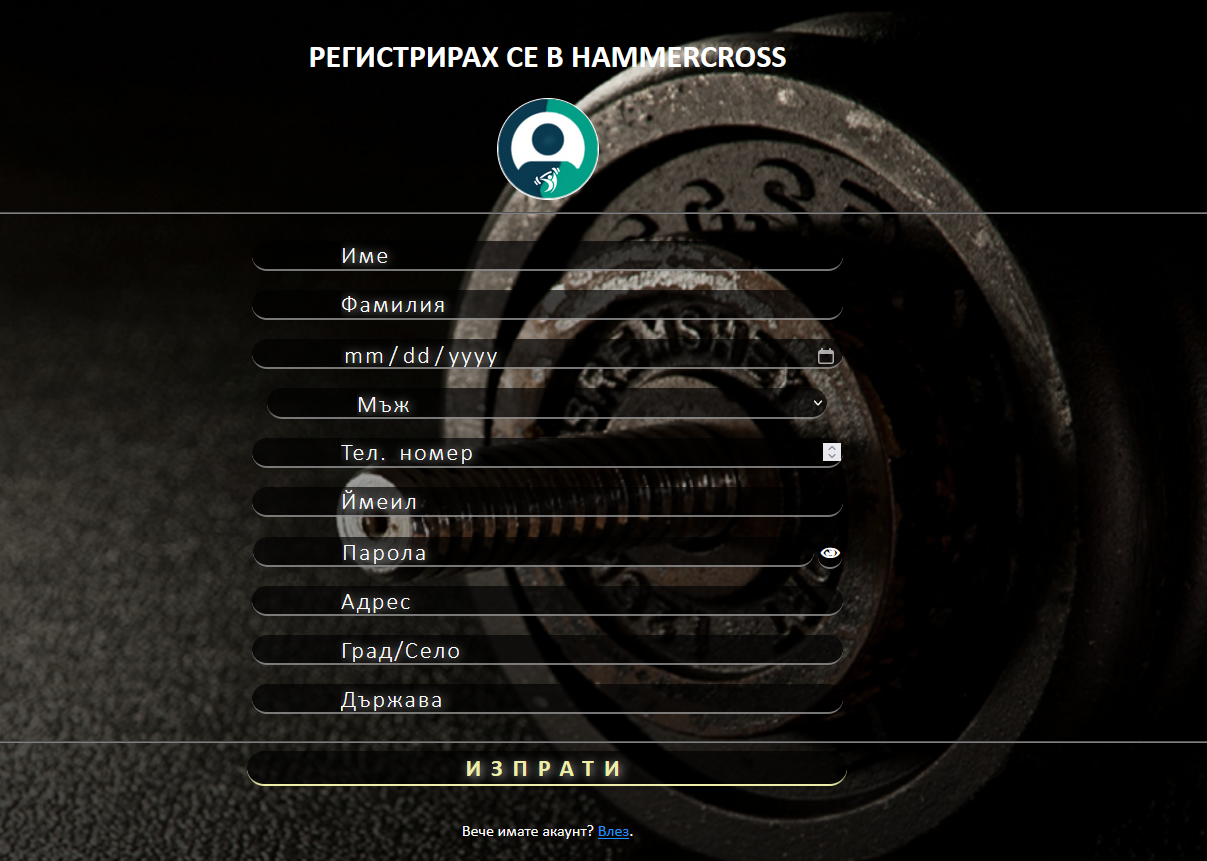 РЕГИСТРИРАХ СЕ В HAMMERCROSS
Име
Фамилия
mm/dd/yyyy
Мъж
Тел. номер
Ймеил
Парола
Адрес
Град/Село
Държава
ИЗПРАТИ
Вече имате акаунт? Влез.